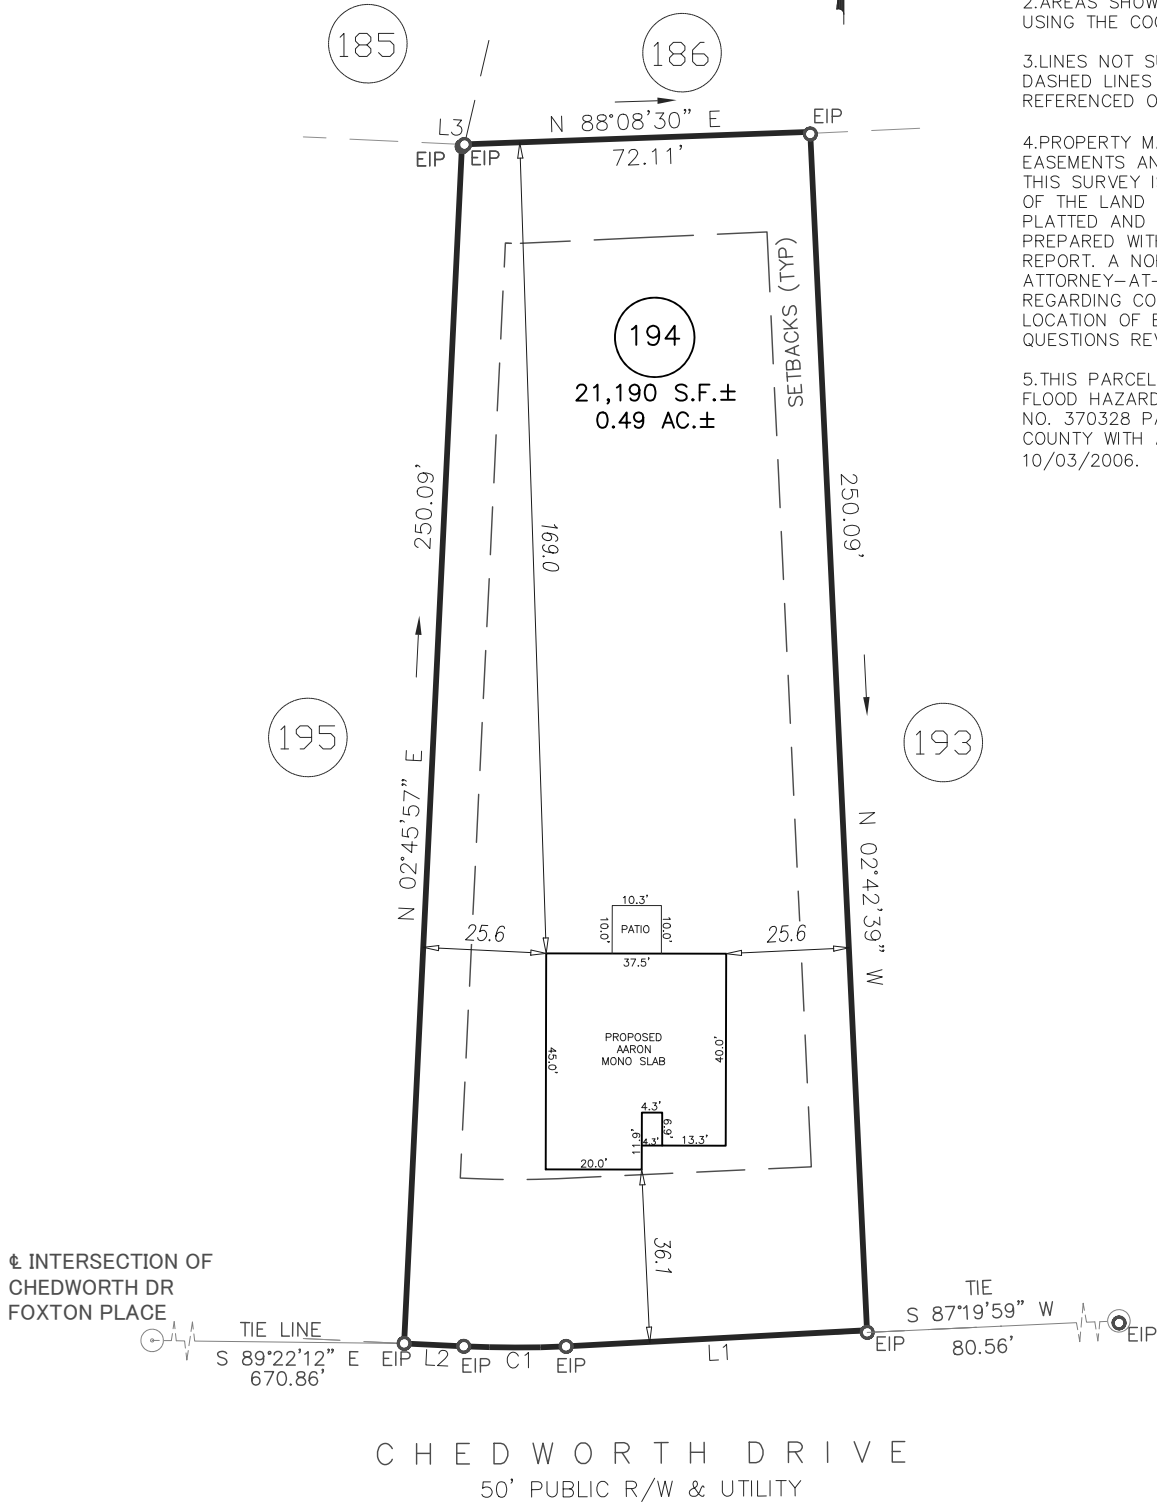 2.AREAS SHOW
USING THE COO
3.LINES NOT SU
DASHED LINES
REFERENCED O
4.PROPERTY MA
EASEMENTS AN
THIS SURVEY I
OF THE LAND
PLATTED AND
PREPARED WITH
REPORT. A NO
ATTORNEY-AT-
REGARDING CO
LOCATION OF E
QUESTIONS REV
5.THIS PARCEL
FLOOD HAZARD
NO. 370328 PA
COUNTY WITH
10/03/2006.
185
186
L3
N 88°08'30" E
EIP
EIP
EIP
72.11'
SETBACKS (TYP)
194
21,190 S.F.±
0.49 AC.±
250.09'
250.09'
169.0
195
193
N 02°45'57" E
N 02°42'39" W
25.6
25.6
10.3'
10.0'
PATIO
10.0'
37.5'
PROPOSED
AARON
MONO SLAB
45.0'
40.0'
4.3'
11.9'
4.3'
6.9'
13.3'
20.0'
36.1
℄ INTERSECTION OF
CHEDWORTH DR
FOXTON PLACE
TIE LINE
S 89°22'12" E
670.86'
EIP
L2
EIP
C1
EIP
L1
EIP
TIE
S 87°19'59" W
80.56'
EIP
CHEDWORTH DRIVE
50' PUBLIC R/W & UTILITY